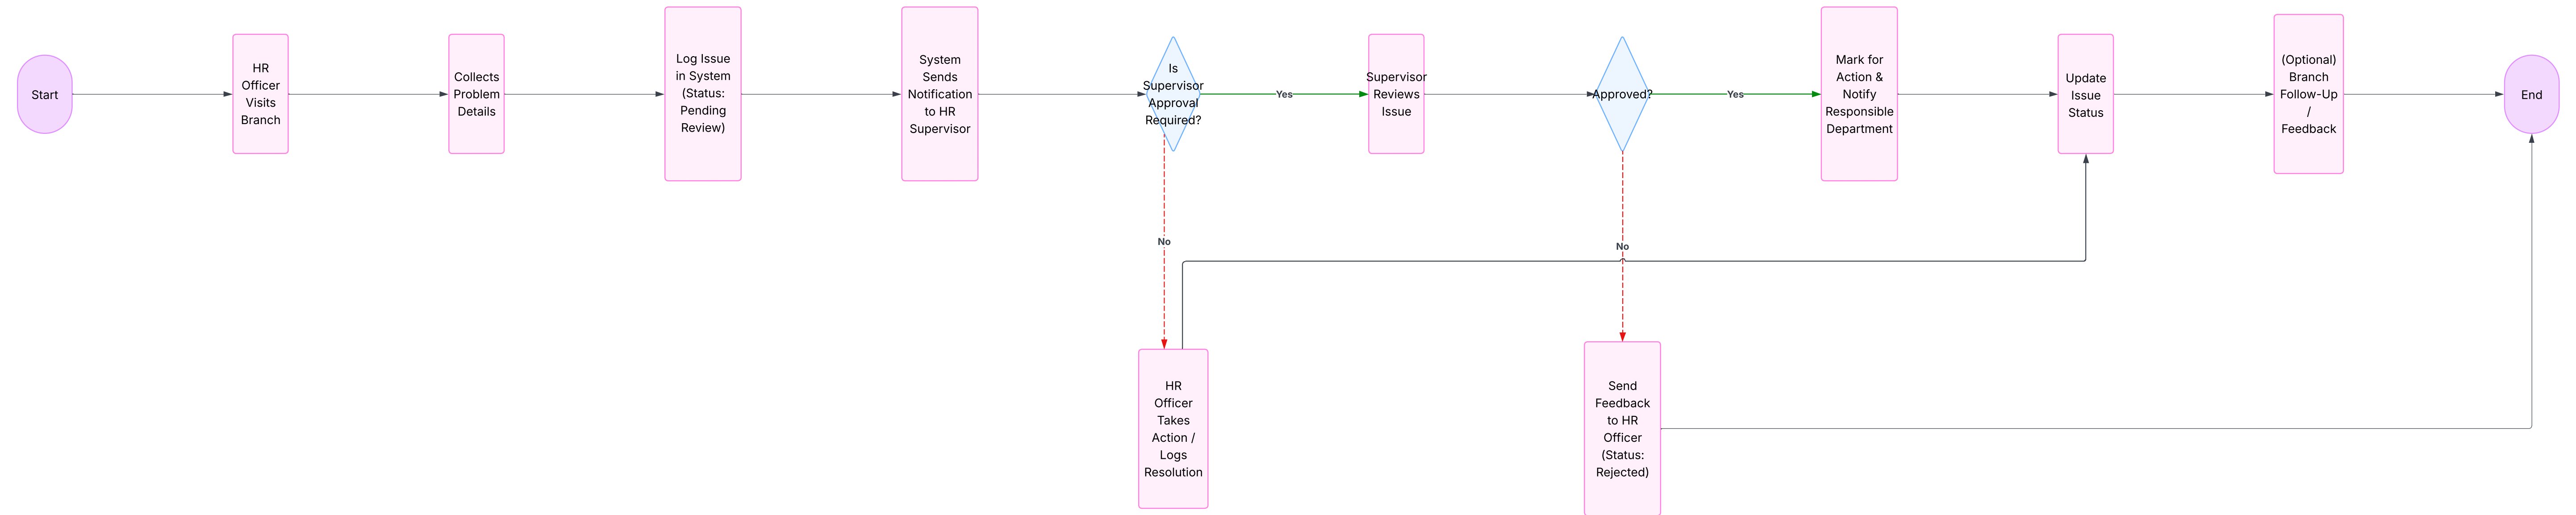 Start
HR
Officer
Visits
Branch
Collects
Problem
Details
Log Issue
in System
(Status:
Pending
Review)
System
Sends
Notification
to HR
Supervisor
Is
Supervisor
Approval
Required?
Yes
Supervisor
Reviews
Issue
Approved?
Yes
Mark for
Action &
Notify
Responsible
Department
Update
Issue
Status
(Optional)
Branch
Follow-Up
/
Feedback
End
No
No
HR
Officer
Takes
Action /
Logs
Resolution
Send
Feedback
to HR
Officer
(Status:
Rejected)